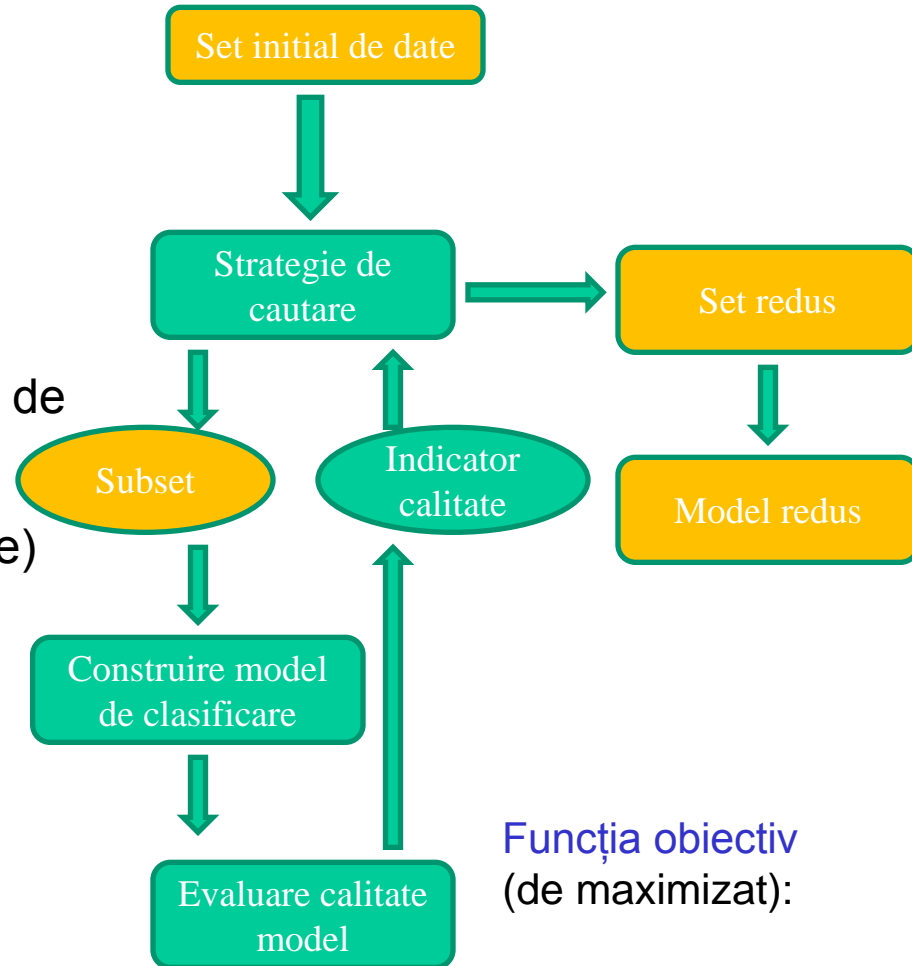 Set initial de date
Strategie de
cautare
Set redus
de
Subset
Indicator
calitate
Model redus
e)
Construire model
de clasificare
Evaluare calitate
model
Funcția obiectiv
(de maximizat):